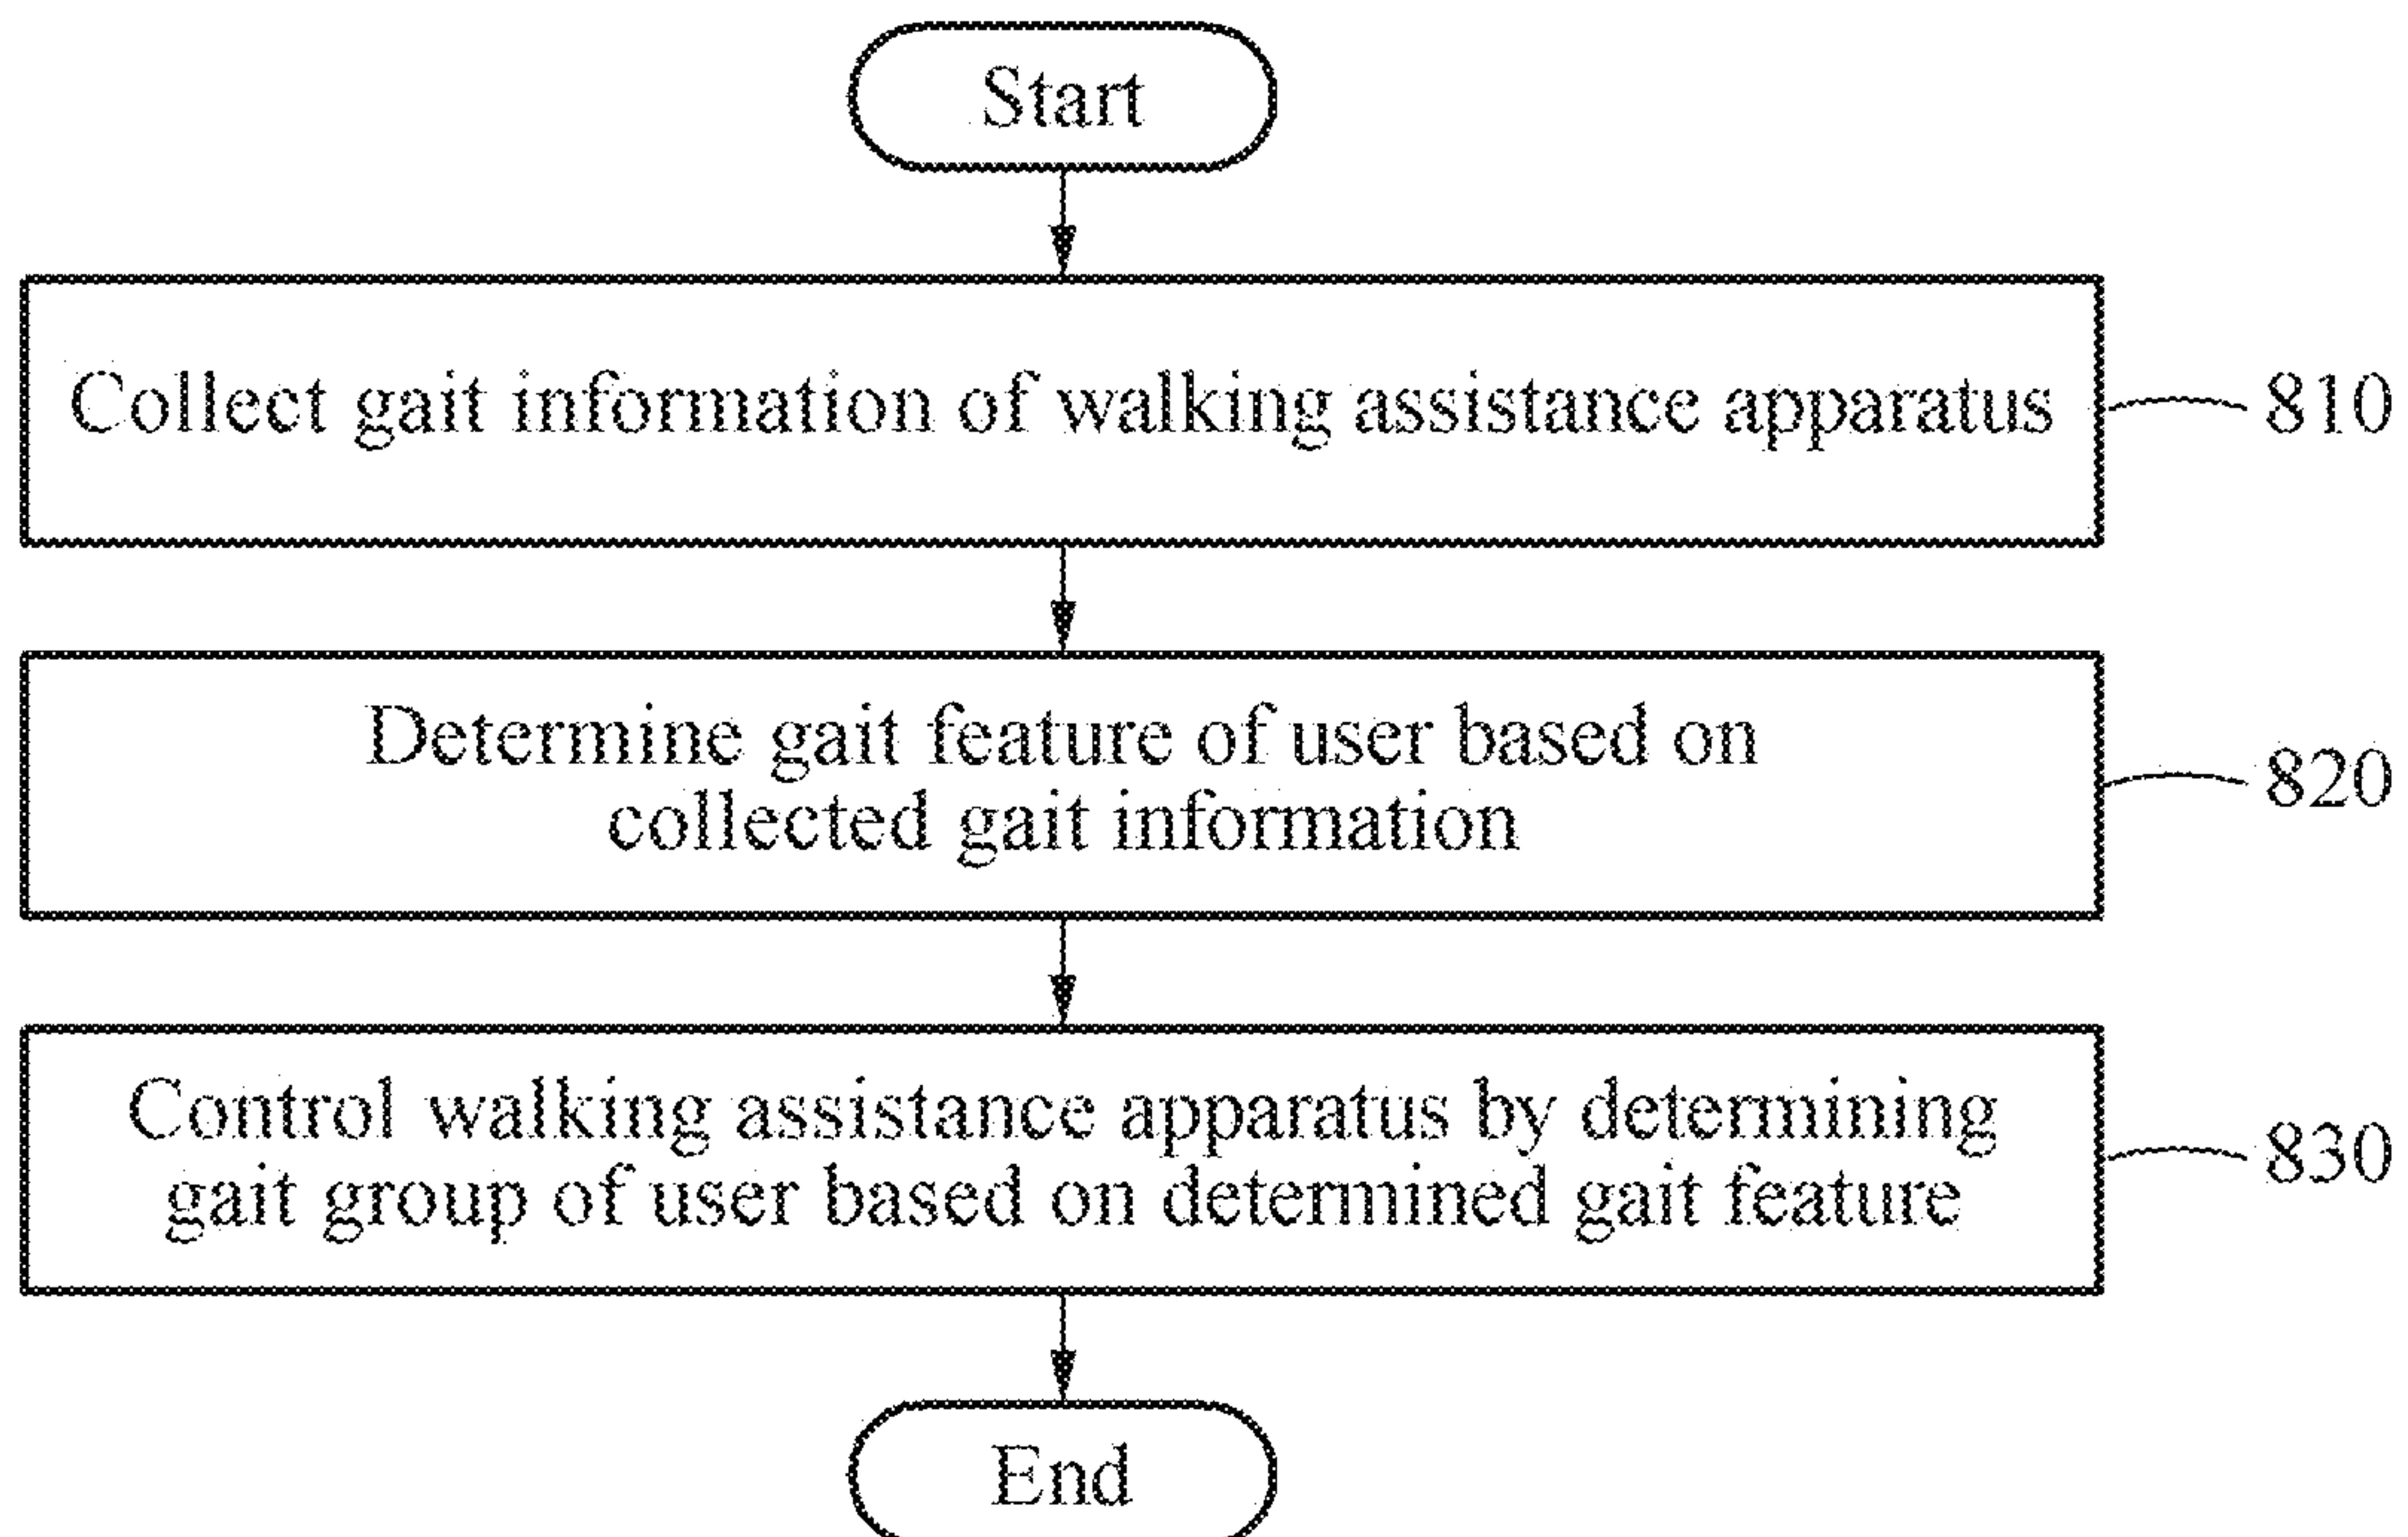 Start
Collect gait information of walking assistance apparatus
810
Determine gait feature of user based on
collected gait information
820
Control walking assistance apparatus by determining
gait group of user based on determined gait feature
830
End